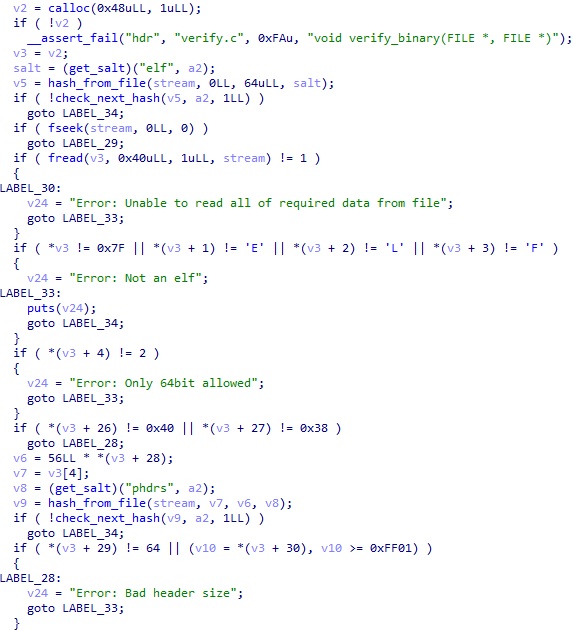 v2 = calloc(0x48uLL, 1uLL);
if ( !v2 )
__assert_fail("hdr", "verify.c", 0xFAu, "void verify_binary(FILE *, FILE *)");
v3 = v2;
salt = (get_salt)("elf", a2);
v5 = hash_from_file(stream, 0LL, 64uLL, salt);
if ( !check_next_hash(v5, a2, 1LL) )
goto LABEL_34;
if ( fseek(stream, 0LL, 0) )
goto LABEL_29;
if ( fread(v3, 0x40uLL, 1uLL, stream) != 1 )
{
LABEL_30:
v24 = "Error: Unable to read all of required data from file";
goto LABEL_33;
}
if ( *v3 != 0x7F || *(v3 + 1) != 'E' || *(v3 + 2) != 'L' || *(v3 + 3) != 'F' )
{
v24 = "Error: Not an elf";
LABEL_33:
puts(v24);
goto LABEL_34;
}
if ( *(v3 + 4) != 2 )
{
v24 = "Error: Only 64bit allowed";
goto LABEL_33;
}
if ( *(v3 + 26) != 0x40 || *(v3 + 27) != 0x38 )
goto LABEL_28;
v6 = 56LL * *(v3 + 28);
v7 = v3[4];
v8 = (get_salt)("phdrs", a2);
v9 = hash_from_file(stream, v7, v6, v8);
if ( !check_next_hash(v9, a2, 1LL) )
goto LABEL_34;
if ( *(v3 + 29) != 64 || (v10 = *(v3 + 30), v10 >= 0xFF01) )
{
LABEL_28:
v24 = "Error: Bad header size";
goto LABEL_33;
}